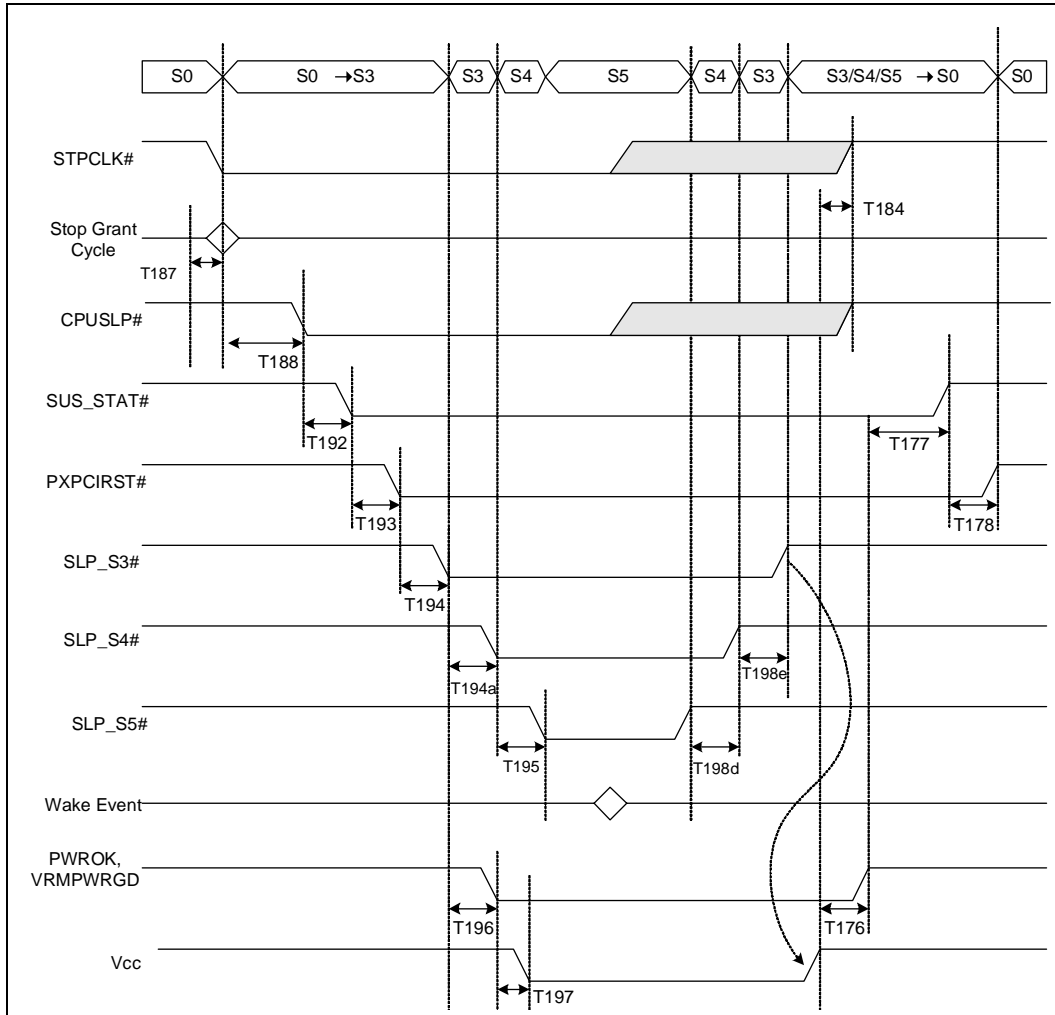 S0 S0 →S3 S3 S4 S5 S4 S3 S3/S4/S5 →S0 S0
STPCLK#
T184
Stop Grant
Cycle
T187
CPUSLP#
T188
SUS_STAT#
T192
T177
PXPCIRST#
T193
T178
SLP_S3#
T194
SLP_S4#
T194a
T198e
SLP_S5#
T195
T198d
Wake Event
PWROK,
VRMPWRGD
T196
T176
Vcc
T197